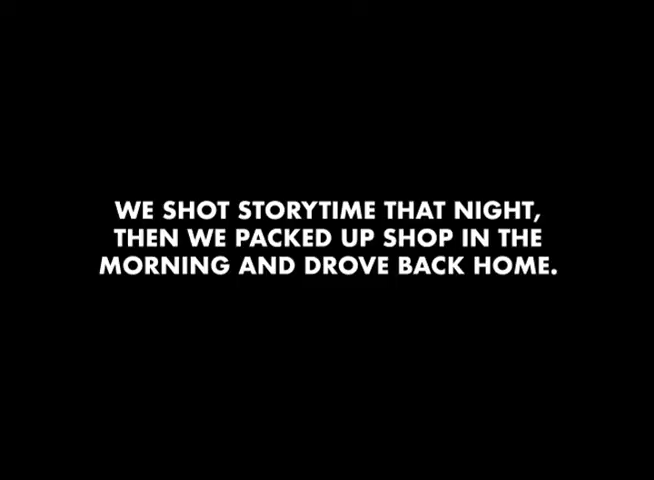 WE SHOT STORYTIME THAT NIGHT,
THEN WE PACKED UP SHOP IN THE
MORNING AND DROVE BACK HOME.